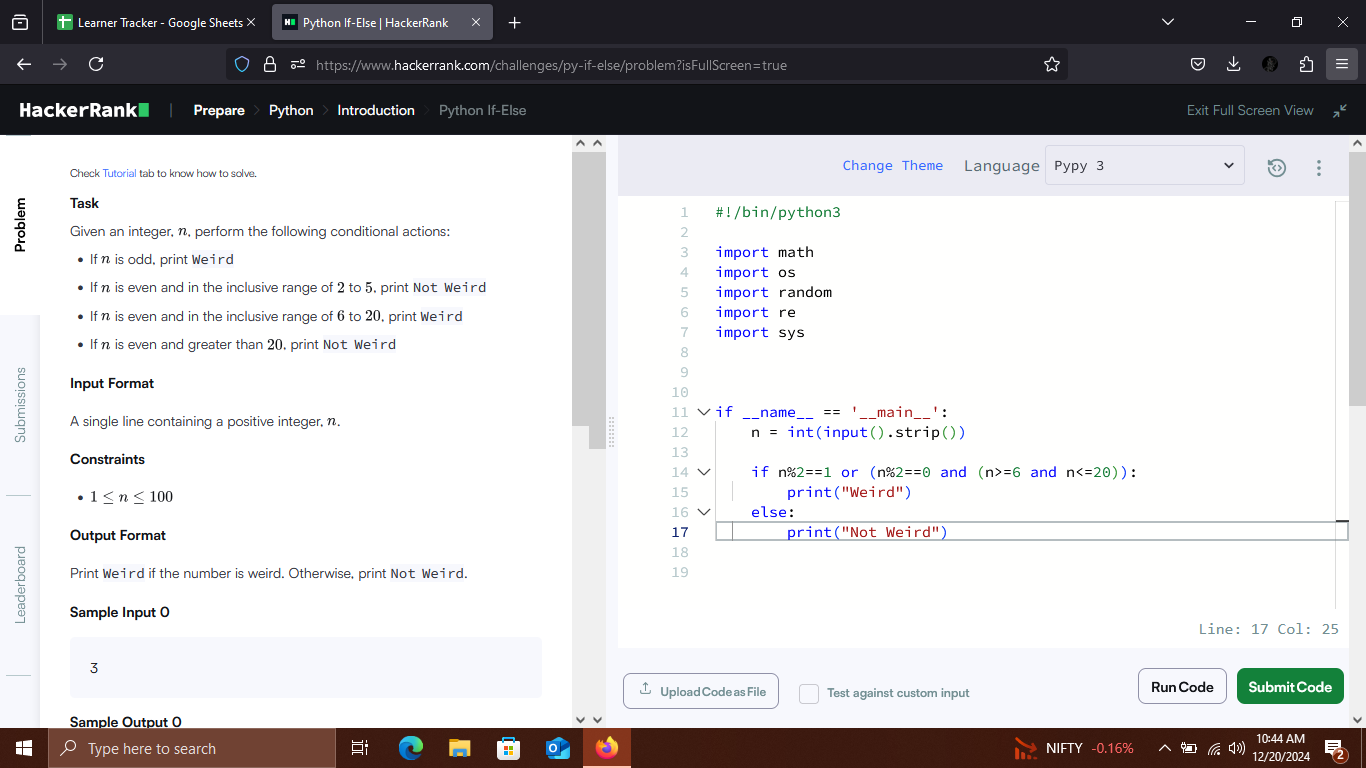 Learner Tracker - Google Sheets
Python If-Else | HackerRank
https://www.hackerrank.com/challenges/py-if-else/problem?isFullScreen=true
HackerRank | Prepare > Python > Introduction > Python If-Else
Exit Full Screen View
Problem
Submissions
Leaderboard
Check Tutorial tab to know how to solve.
Task
Given an integer, n, perform the following conditional actions:
• If n is odd, print Weird
• If n is even and in the inclusive range of 2 to 5, print Not Weird
• If n is even and in the inclusive range of 6 to 20, print Weird
• If n is even and greater than 20, print Not Weird
Input Format
A single line containing a positive integer, n.
Constraints
• 1 ≤ n ≤ 100
Output Format
Print Weird if the number is weird. Otherwise, print Not Weird.
Sample Input 0
3
Sample Output 0
Change Theme
Language
Pypy 3
1 #!/bin/python3
2
3 import math
4 import os
5 import random
6 import re
7 import sys
8
9
10
11 if __name__ == '__main__':
12     n = int(input().strip())
13
14     if n%2==1 or (n%2==0 and (n>=6 and n<=20)):
15         print("Weird")
16     else:
17         print("Not Weird")
18
19
Line: 17 Col: 25
Upload Code as File
Test against custom input
Run Code
Submit Code
Type here to search
NIFTY -0.16%
10:44 AM
12/20/2024
2